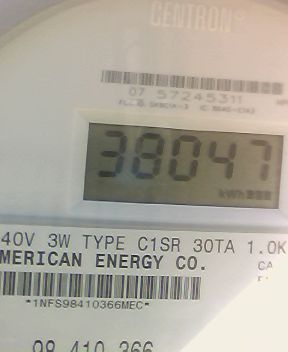 CENTRON®
07 57245311
38047
kWh
40V 3W TYPE C1SR 30TA 1.0K
MERICAN ENERGY CO.
CA
*1NFS98410366MEC*
98 410 366